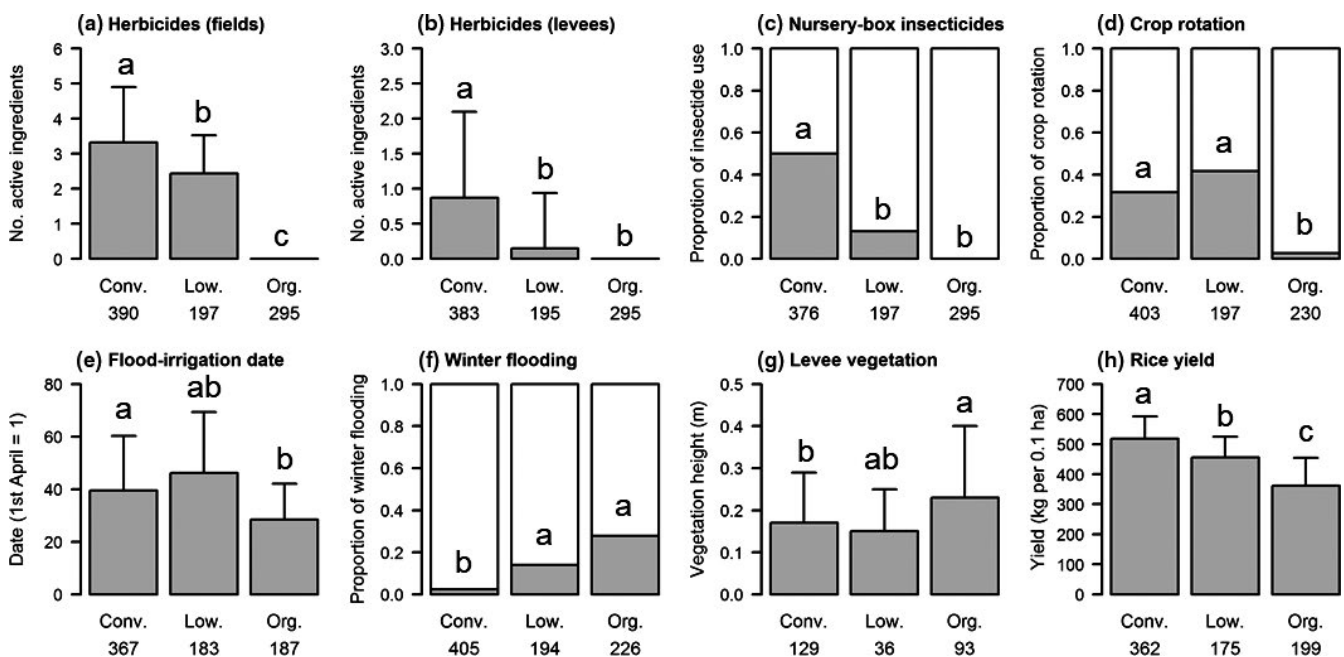 (a) Herbicides (fields)
No. active ingredients
6
5
4
3
2
1
0
a
b
c
Conv. Low. Org.
390 197 295
(b) Herbicides (levees)
No. active ingredients
3.0
2.5
2.0
1.5
1.0
0.5
0.0
a
b
b
Conv. Low. Org.
383 195 295
(c) Nursery-box insecticides
Proprotion of insectcide use
1.0
0.8
0.6
0.4
0.2
0.0
a
b
b
Conv. Low. Org.
376 197 295
(d) Crop rotation
Proportion of crop rotation
1.0
0.8
0.6
0.4
0.2
0.0
a
a
b
Conv. Low. Org.
403 197 230
(e) Flood-irrigation date
Date (1st April = 1)
80
60
40
20
0
a
ab
b
Conv. Low. Org.
367 183 187
(f) Winter flooding
Proportion of winter flooding
1.0
0.8
0.6
0.4
0.2
0.0
b
a
a
Conv. Low. Org.
405 194 226
(g) Levee vegetation
Vegetation height (m)
0.5
0.4
0.3
0.2
0.1
0.0
b
ab
a
Conv. Low. Org.
129 36 93
(h) Rice yield
Yield (kg per 0.1 ha)
700
600
500
400
300
200
100
0
a
b
c
Conv. Low. Org.
362 175 199